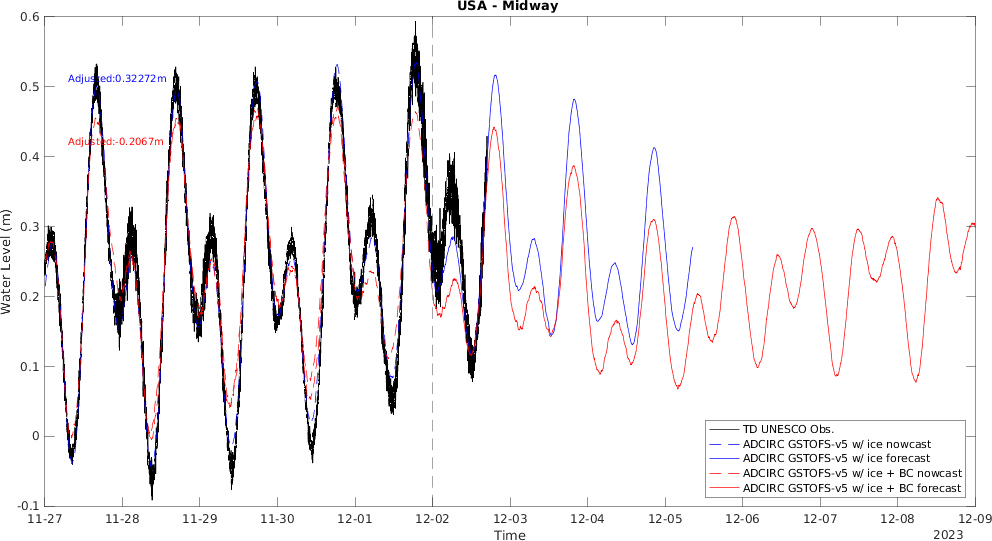 USA - Midway
0.6
0.5
0.4
0.3
0.2
0.1
0
-0.1
Water Level (m)
Adjusted:0.32272m
Adjusted:-0.2067m
TD UNESCO Obs.
ADCIRC GSTOFS-v5 w/ ice nowcast
ADCIRC GSTOFS-v5 w/ ice forecast
ADCIRC GSTOFS-v5 w/ ice + BC nowcast
ADCIRC GSTOFS-v5 w/ ice + BC forecast
11-27 11-28 11-29 11-30 12-01 12-02 12-03 12-04 12-05 12-06 12-07 12-08 12-09
Time
2023